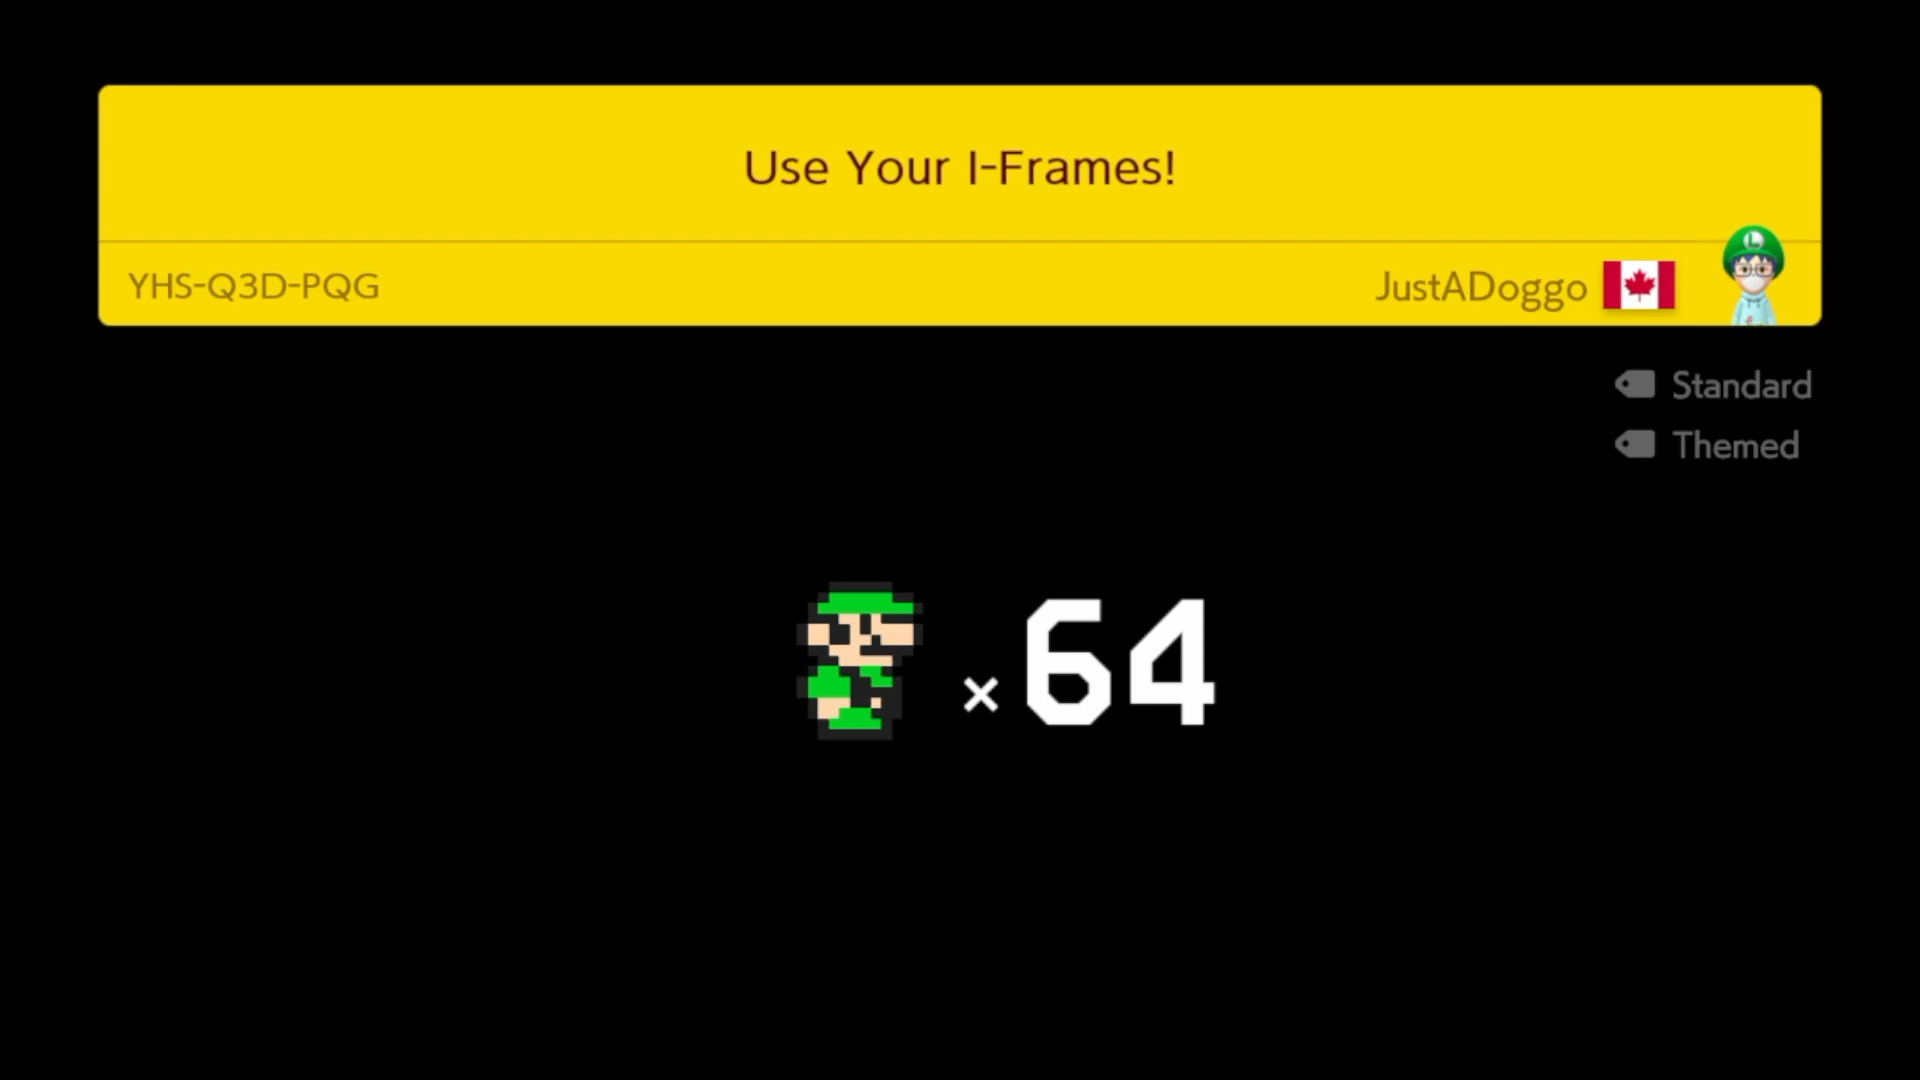 Use Your I-Frames!
YHS-Q3D-PQG
JustADoggo
Standard
Themed
×64